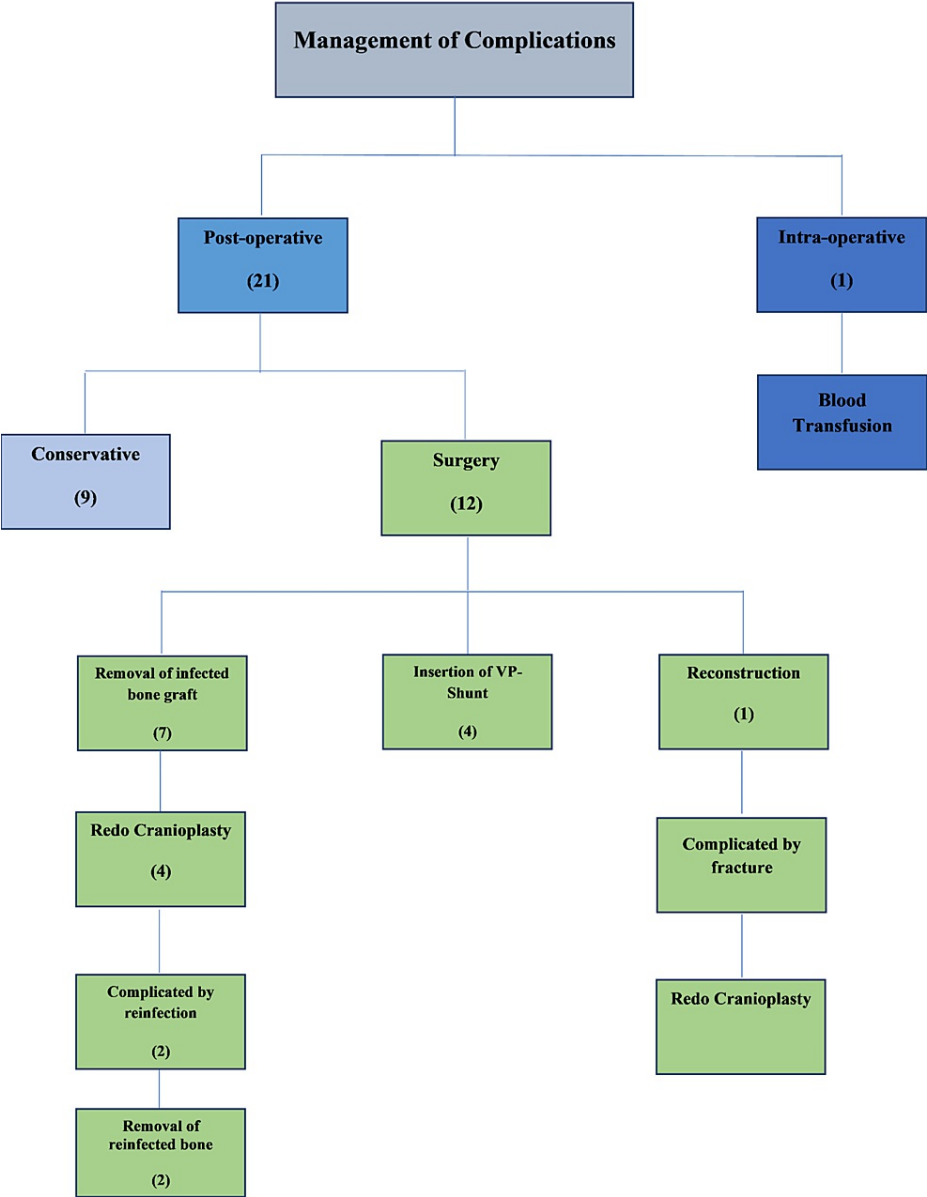 Management of Complications
Post-operative
(21)
Intra-operative
(1)
Blood
Transfusion
Conservative
(9)
Surgery
(12)
Removal of infected
bone graft
(7)
Insertion of VP-
Shunt
(4)
Reconstruction
(1)
Redo Cranioplasty
(4)
Complicated by
fracture
Complicated by
reinfection
(2)
Redo Cranioplasty
Removal of
reinfected bone
(2)